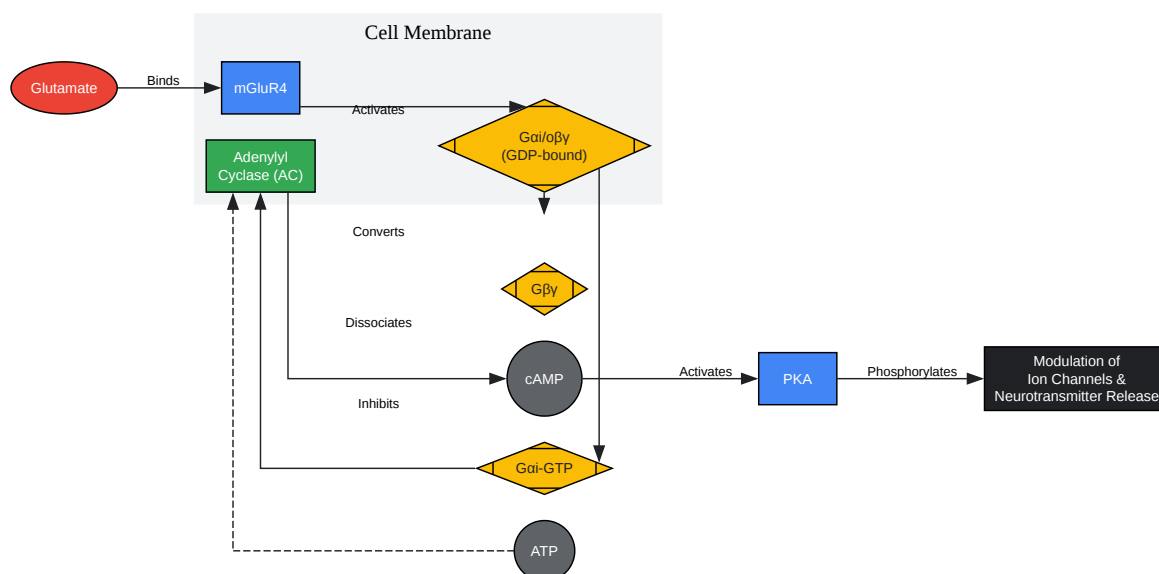 Cell Membrane
Glutamate
Binds
mGluR4
Activates
Gαi/oβγ
(GDP-bound)
Adenylyl
Cyclase (AC)
Converts
Gβγ
Dissociates
cAMP
Activates
PKA
Phosphorylates
Modulation of
Ion Channels &
Neurotransmitter Release
Inhibits
Gαi-GTP
ATP